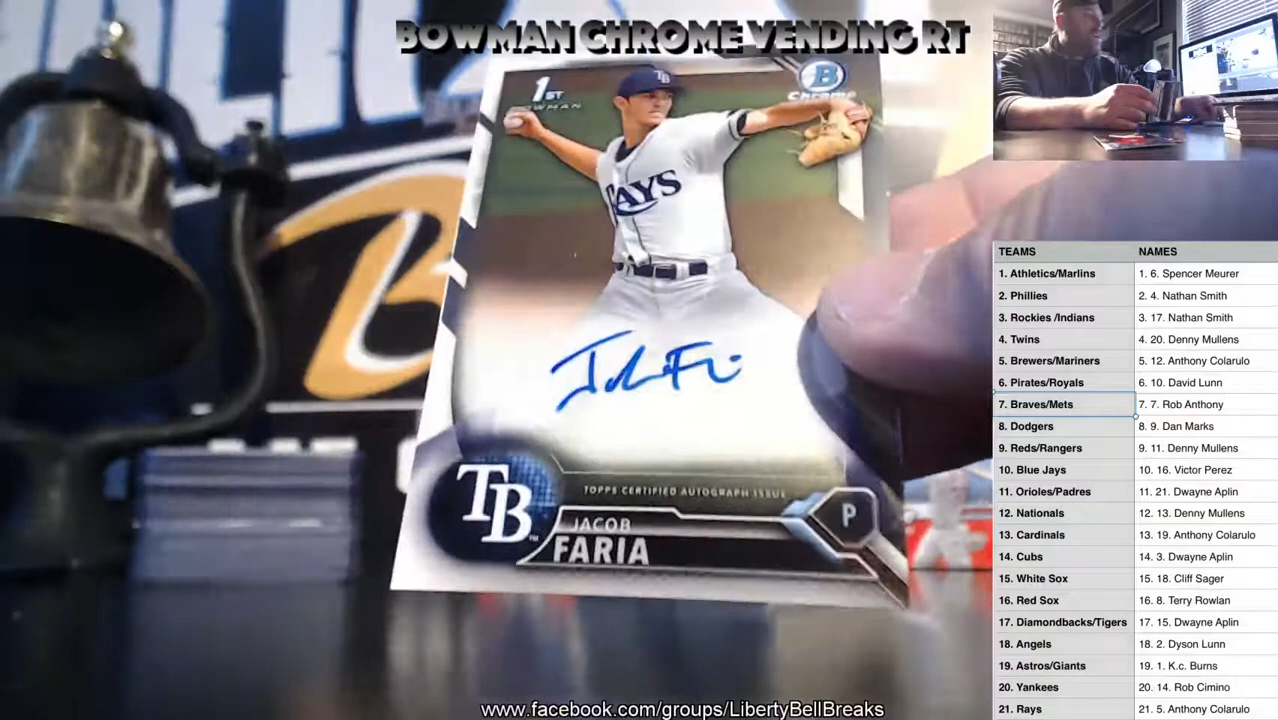 BOWMAN CHROME VENDING RT
1ST
BOWMAN
B
CHROME
TB
RAYS
TOPPS CERTIFIED AUTOGRAPH ISSUE
TB
JACOB
FARIA
P
TEAMS NAMES
1. Athletics/Marlins 1. 6. Spencer Meurer
2. Phillies 2. 4. Nathan Smith
3. Rockies /Indians 3. 17. Nathan Smith
4. Twins 4. 20. Denny Mullens
5. Brewers/Mariners 5. 12. Anthony Colarulo
6. Pirates/Royals 6. 10. David Lunn
7. Braves/Mets 7. 7. Rob Anthony
8. Dodgers 8. 9. Dan Marks
9. Reds/Rangers 9. 11. Denny Mullens
10. Blue Jays 10. 16. Victor Perez
11. Orioles/Padres 11. 21. Dwayne Aplin
12. Nationals 12. 13. Denny Mullens
13. Cardinals 13. 19. Anthony Colarulo
14. Cubs 14. 3. Dwayne Aplin
15. White Sox 15. 18. Cliff Sager
16. Red Sox 16. 8. Terry Rowlan
17. Diamondbacks/Tigers 17. 15. Dwayne Aplin
18. Angels 18. 2. Dyson Lunn
19. Astros/Giants 19. 1. K.c. Burns
20. Yankees 20. 14. Rob Cimino
21. Rays 21. 5. Anthony Colarulo
www.facebook.com/groups/LibertyBellBreaks